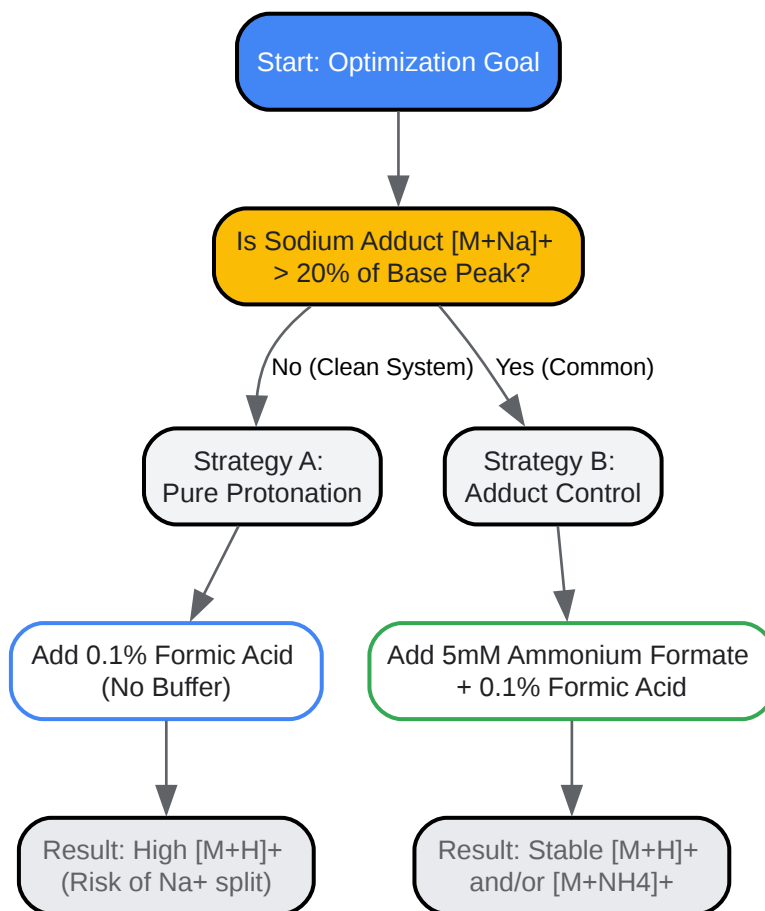 Start: Optimization Goal
Is Sodium Adduct [M+Na]+
> 20% of Base Peak?
No (Clean System)
Yes (Common)
Strategy A:
Pure Protonation
Strategy B:
Adduct Control
Add 0.1% Formic Acid
(No Buffer)
Add 5mM Ammonium Formate
+ 0.1% Formic Acid
Result: High [M+H]+
(Risk of Na+ split)
Result: Stable [M+H]+
and/or [M+NH4]+